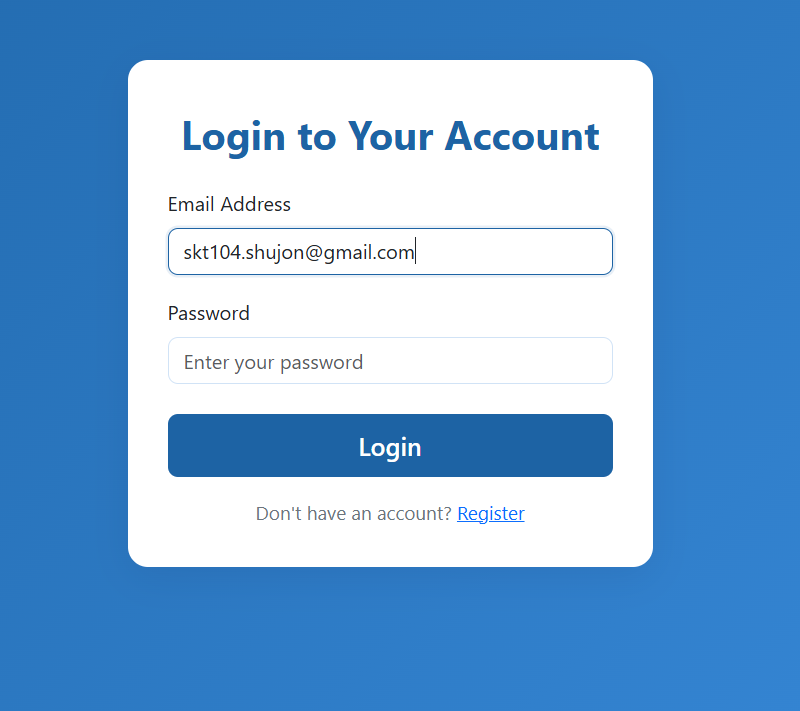 Login to Your Account
Email Address
skt104.shujon@gmail.com
Password
Enter your password
Login
Don't have an account? Register